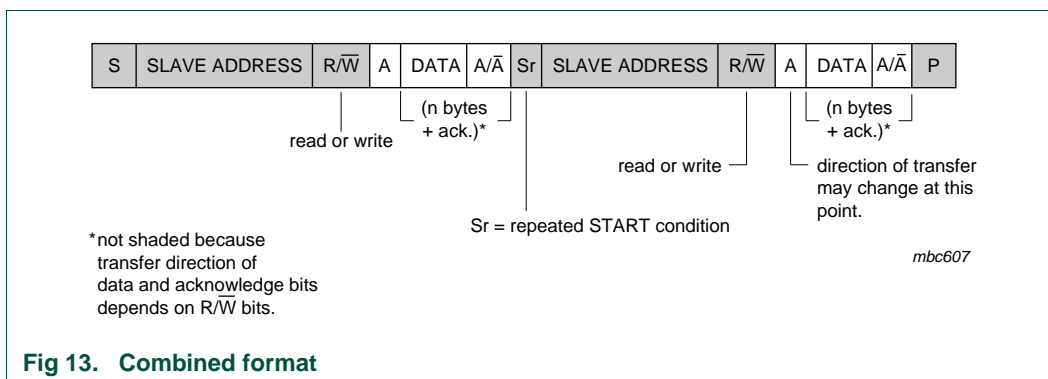 S SLAVE ADDRESS R/W̅ A DATA A/A̅ Sr SLAVE ADDRESS R/W̅ A DATA A/A̅ P
(n bytes
+ ack.)*
(n bytes
+ ack.)*
read or write
read or write
direction of transfer
may change at this
point.
Sr = repeated START condition
*not shaded because
transfer direction of
data and acknowledge bits
depends on R/W̅ bits.
mbc607
Fig 13. Combined format